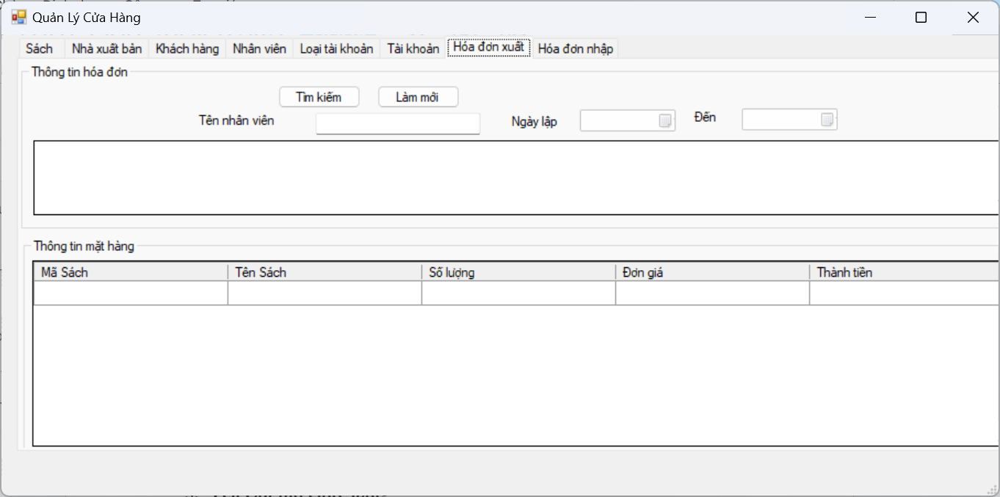 Quản Lý Cửa Hàng
Sách Nhà xuất bản Khách hàng Nhân viên Loại tài khoản Tài khoản Hóa đơn xuất Hóa đơn nhập
Thông tin hóa đơn
Tìm kiếm Làm mới
Tên nhân viên Ngày lập Đến
Thông tin mặt hàng
Mã Sách Tên Sách Số lượng Đơn giá Thành tiền